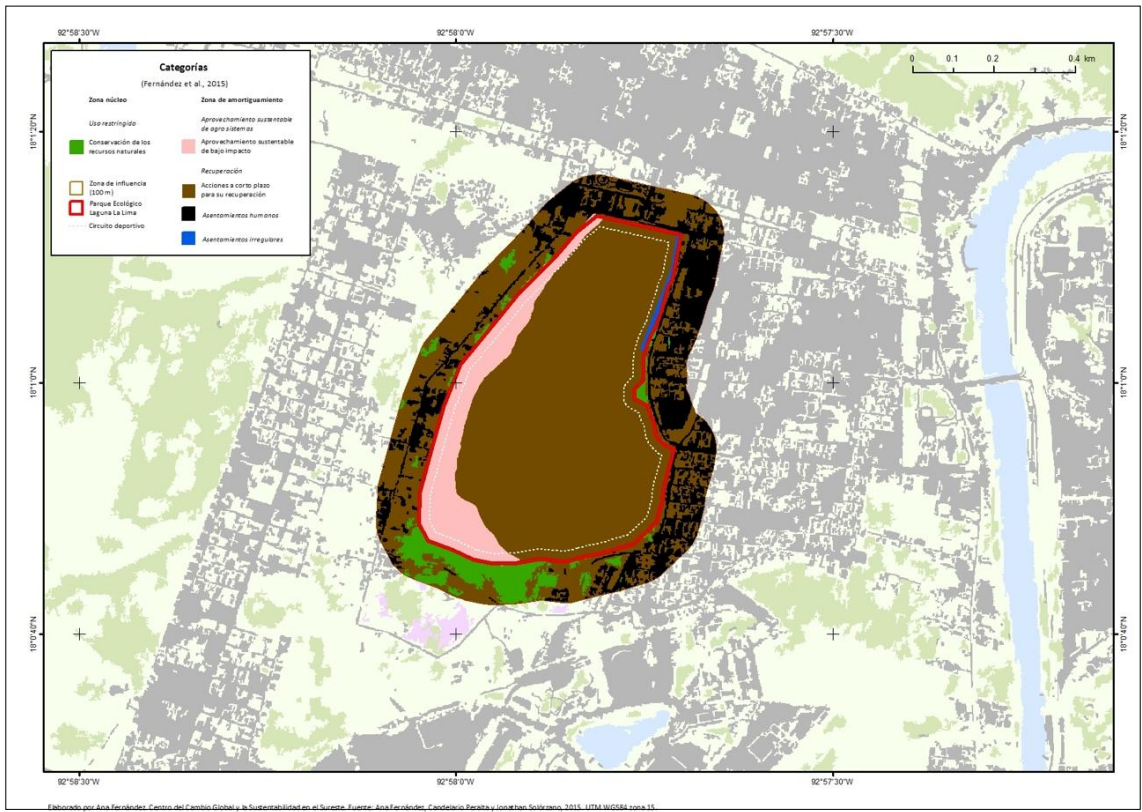 92°58'30"W 92°58'0"W 92°57'30"W
Categorías
(Fernández et al., 2015)
Zona núcleo
Uso restringido
Conservación de los
recursos naturales
Zona de influencia
(100 m)
Parque Ecológico
Laguna La Lima
Circuito deportivo
Zona de amortiguamiento
Aprovechamiento sustentable
de agro sistemas
Aprovechamiento sustentable
de bajo impacto
Recuperación
Acciones a corto plazo
para su recuperación
Asentamientos humanos
Asentamientos irregulares
0 0.1 0.2 0.4 km
18°1'20"N 18°1'20"N
18°1'0"N 18°1'0"N
18°0'40"N 18°0'40"N
92°58'30"W 92°58'0"W 92°57'30"W
Elaborado por Ana Fernández. Centro del Cambio Global y la Sustentabilidad en el Sureste. Fuente: Ana Fernández, Candelario Peralta y Jonathan Solórzano, 2015. UTM WGS84 zona 15